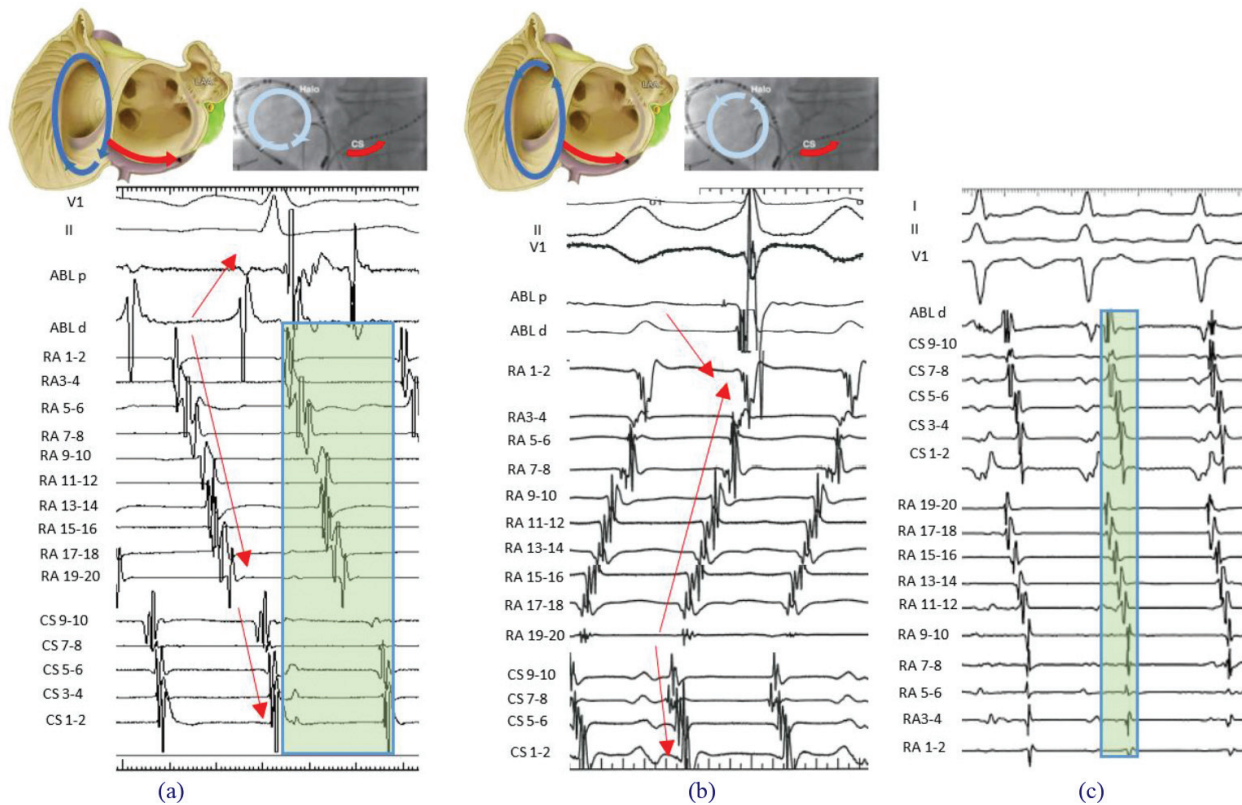 Halo
CS
V1
II
ABL p
ABL d
RA 1-2
RA3-4
RA 5-6
RA 7-8
RA 9-10
RA 11-12
RA 13-14
RA 15-16
RA 17-18
RA 19-20
CS 9-10
CS 7-8
CS 5-6
CS 3-4
CS 1-2
(a)
Halo
CS
II
V1
ABL p
ABL d
RA 1-2
RA3-4
RA 5-6
RA 7-8
RA 9-10
RA 11-12
RA 13-14
RA 15-16
RA 17-18
RA 19-20
CS 9-10
CS 7-8
CS 5-6
CS 1-2
(b)
I
II
V1
ABL d
CS 9-10
CS 7-8
CS 5-6
CS 3-4
CS 1-2
RA 19-20
RA 17-18
RA 15-16
RA 13-14
RA 11-12
RA 9-10
RA 7-8
RA 5-6
RA3-4
RA 1-2
(c)